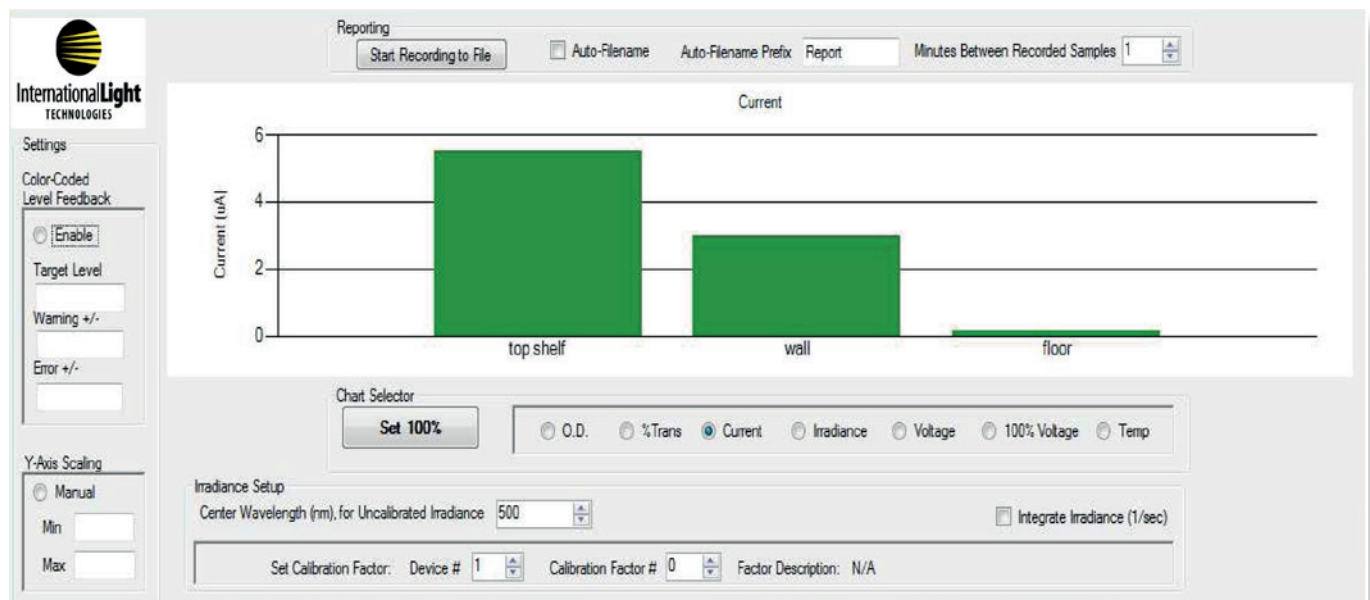 InternationalLight
TECHNOLOGIES
Reporting
Start Recording to File
Auto-Filename
Auto-Filename Prefix
Report
Minutes Between Recorded Samples
1
Settings
Color-Coded
Level Feedback
Enable
Target Level
Warning +/-
Error +/-
Y-Axis Scaling
Manual
Min
Max
Current
Current (uA)
6
4
2
0
top shelf
wall
floor
Chart Selector
Set 100%
O.D.
%Trans
Current
Irradiance
Voltage
100% Voltage
Temp
Irradiance Setup
Center Wavelength (nm), for Uncalibrated Irradiance
500
Integrate Irradiance (1/sec)
Set Calibration Factor:
Device #
1
Calibration Factor #
0
Factor Description: N/A